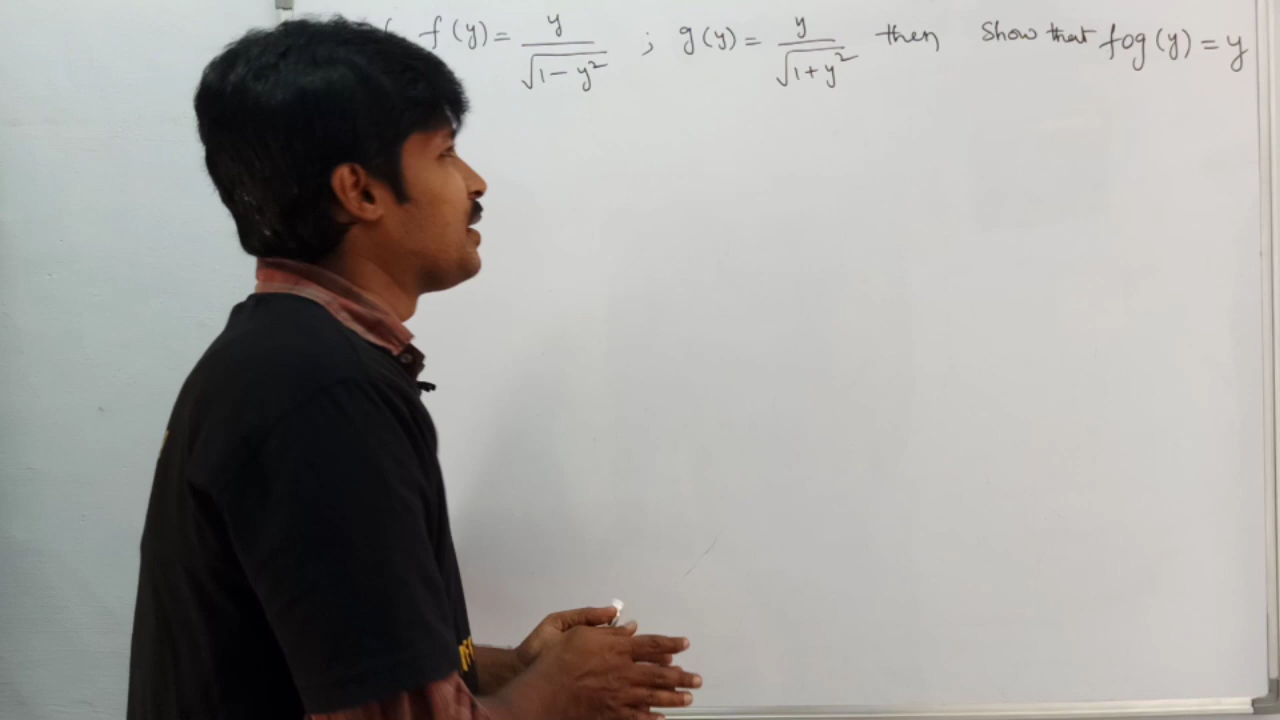 f(y) = y/√(1-y²) ; g(y) = y/√(1+y²) then Show that fog(y) = y